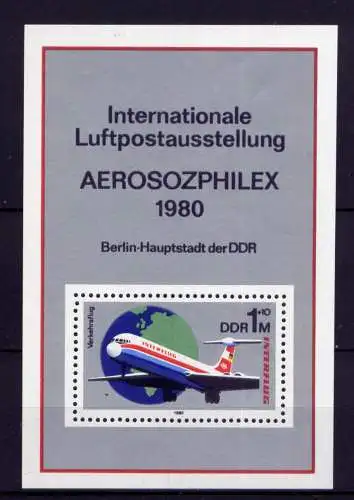 Internationale
Luftpostausstellung
AEROSOZPHILEX
1980
Berlin-Hauptstadt der DDR
Verkehrsflug
DDR 1+10 M
INTERFLUG
INTERFLUG
1980